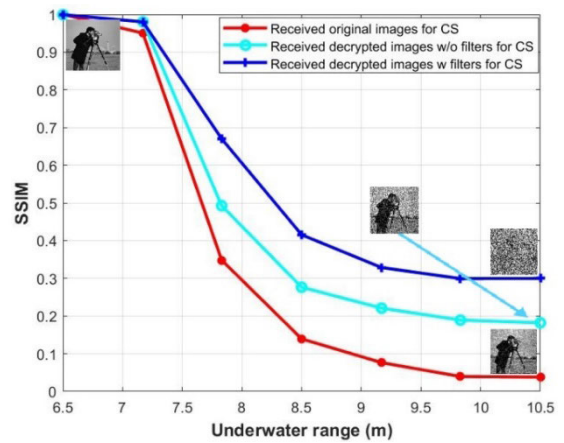 Received original images for CS
Received decrypted images w/o filters for CS
Received decrypted images w filters for CS
1
0.9
0.8
0.7
0.6
0.5
0.4
0.3
0.2
0.1
0
SSIM
6.5 7 7.5 8 8.5 9 9.5 10 10.5
Underwater range (m)